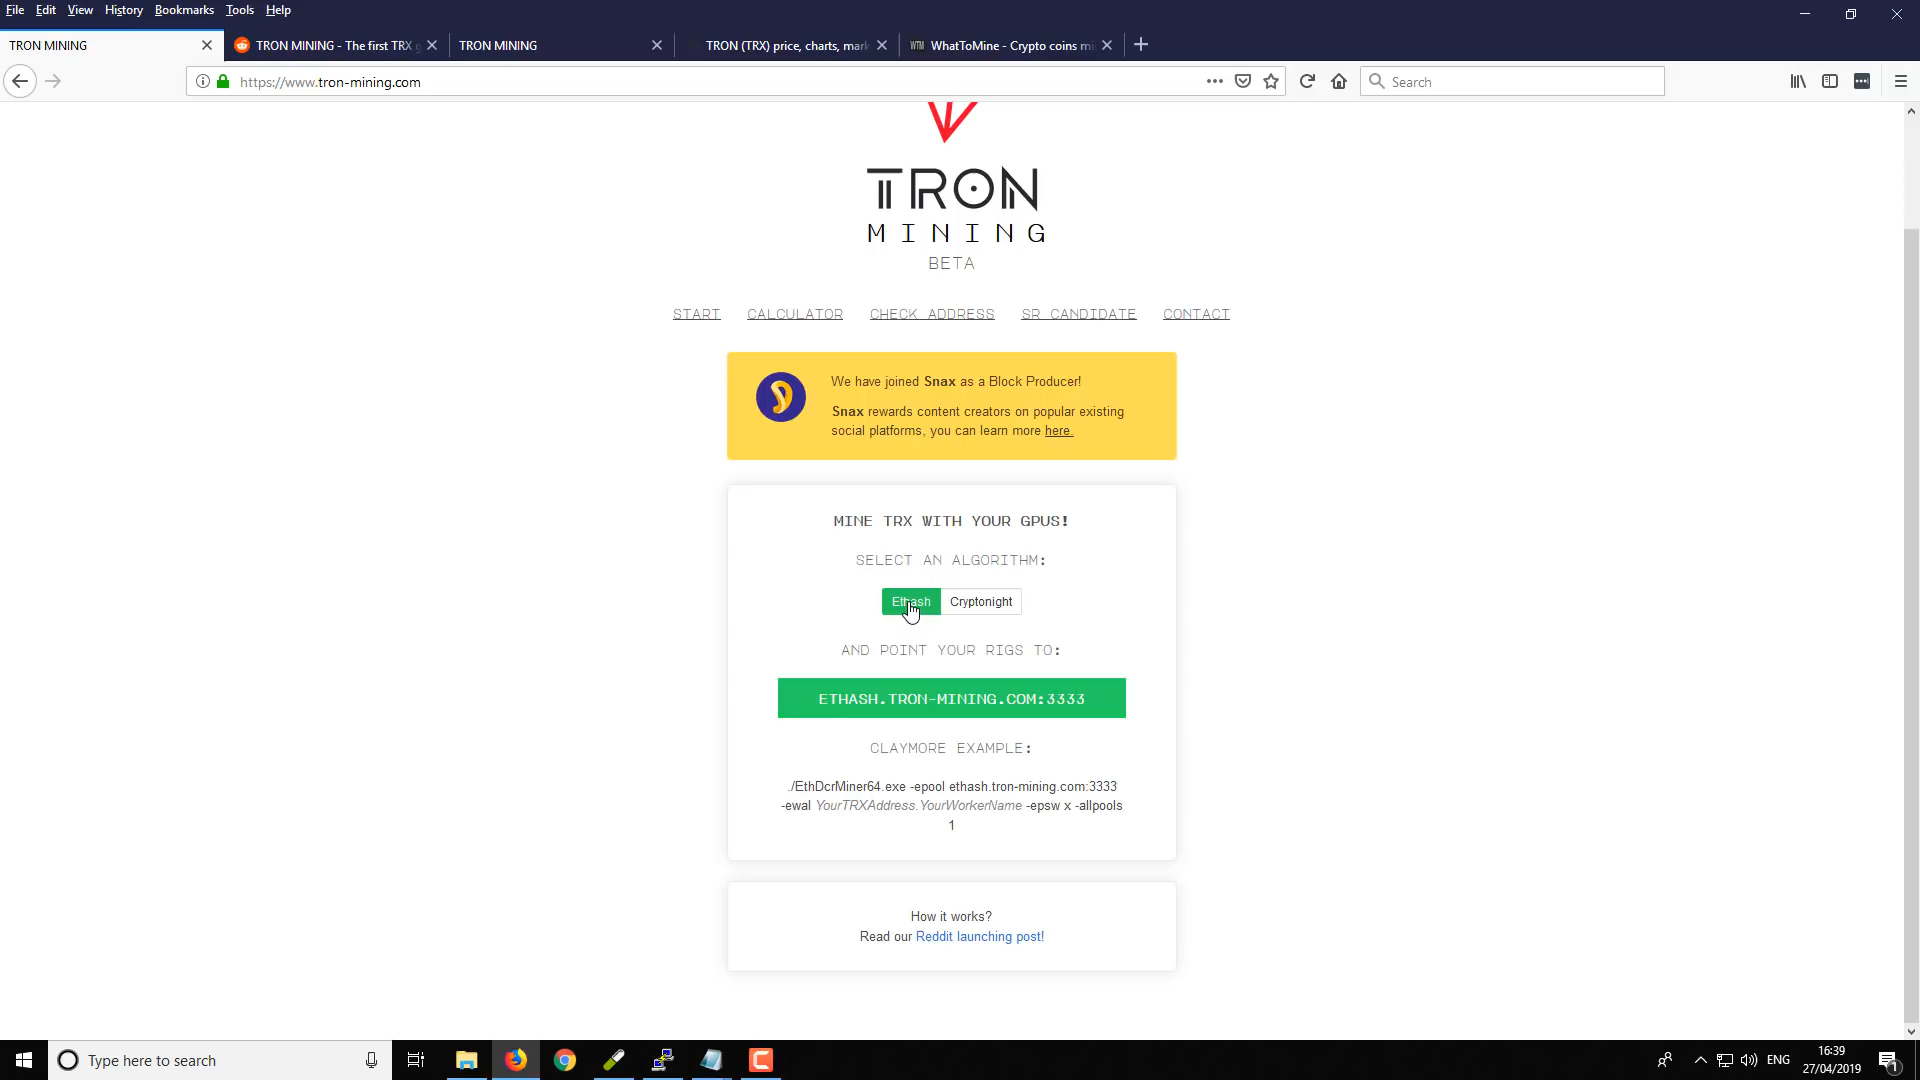 File Edit View History Bookmarks Tools Help
TRON MINING
TRON MINING - The first TRX g
TRON MINING
TRON (TRX) price, charts, mark
WTM WhatToMine - Crypto coins mi
https://www.tron-mining.com
Search
TRON
MINING
BETA
START CALCULATOR CHECK ADDRESS SR CANDIDATE CONTACT
We have joined Snax as a Block Producer!
Snax rewards content creators on popular existing
social platforms, you can learn more here.
MINE TRX WITH YOUR GPUS!
SELECT AN ALGORITHM:
Ethash Cryptonight
AND POINT YOUR RIGS TO:
ETHASH.TRON-MINING.COM:3333
CLAYMORE EXAMPLE:
./EthDcrMiner64.exe -epool ethash.tron-mining.com:3333
-ewal YourTRXAddress.YourWorkerName -epsw x -allpools
1
How it works?
Read our Reddit launching post!
Type here to search
ENG
16:39
27/04/2019
1